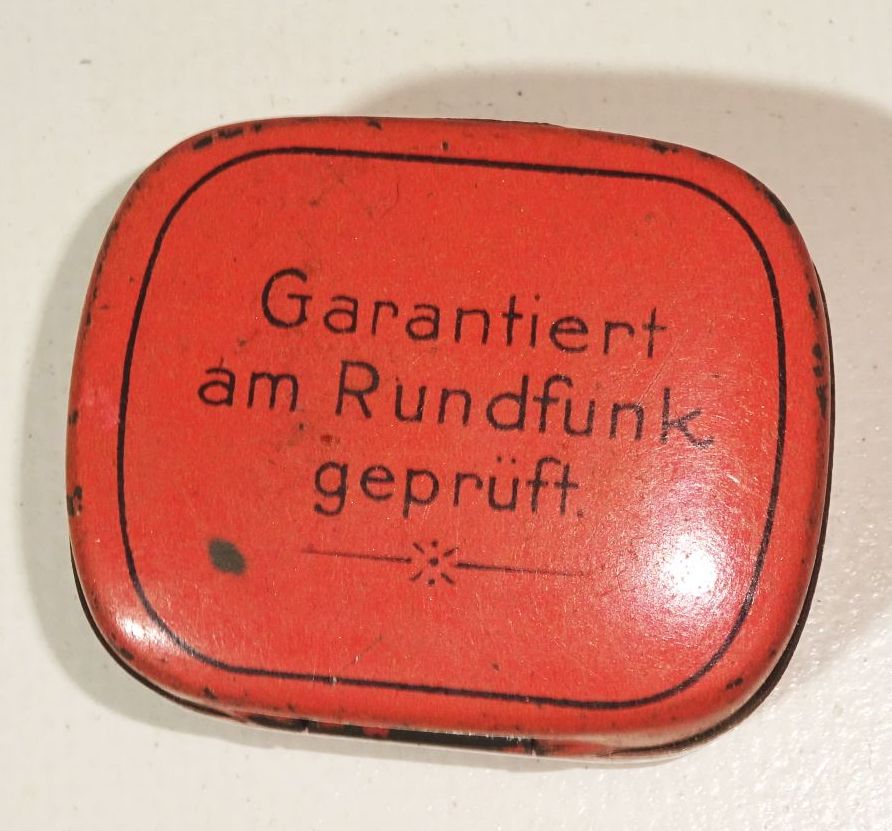 Garantiert
am Rundfunk
geprüft.